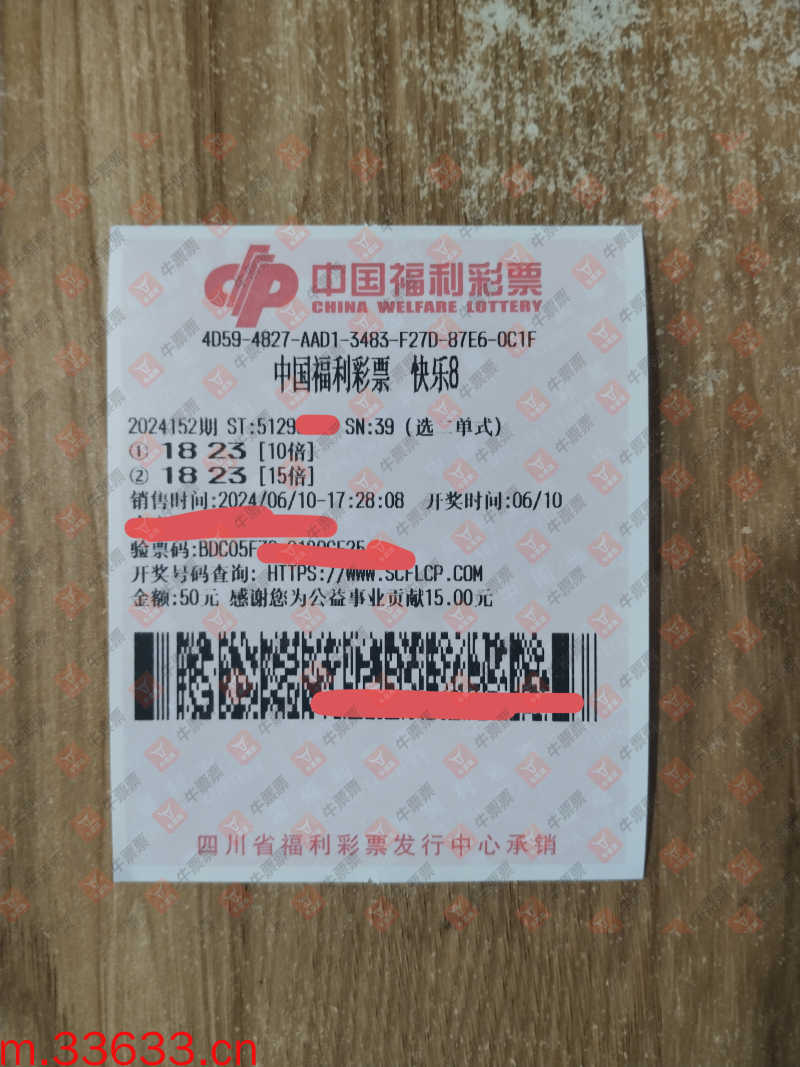 中国福利彩票
CHINA WELFARE LOTTERY
4D59-4827-AAD1-3483-F27D-87E6-0C1F
中国福利彩票 快乐8
2024152期 ST:5129 SN:39 (选二单式)
① 18 23 [10倍]
② 18 23 [15倍]
销售时间:2024/06/10-17:28:08 开奖时间:06/10
验票码:BDC05F
开奖号码查询: HTTPS://WWW.SCFLCP.COM
金额:50元 感谢您为公益事业贡献15.00元
四川省福利彩票发行中心承销
牛票票
m.33633.cn